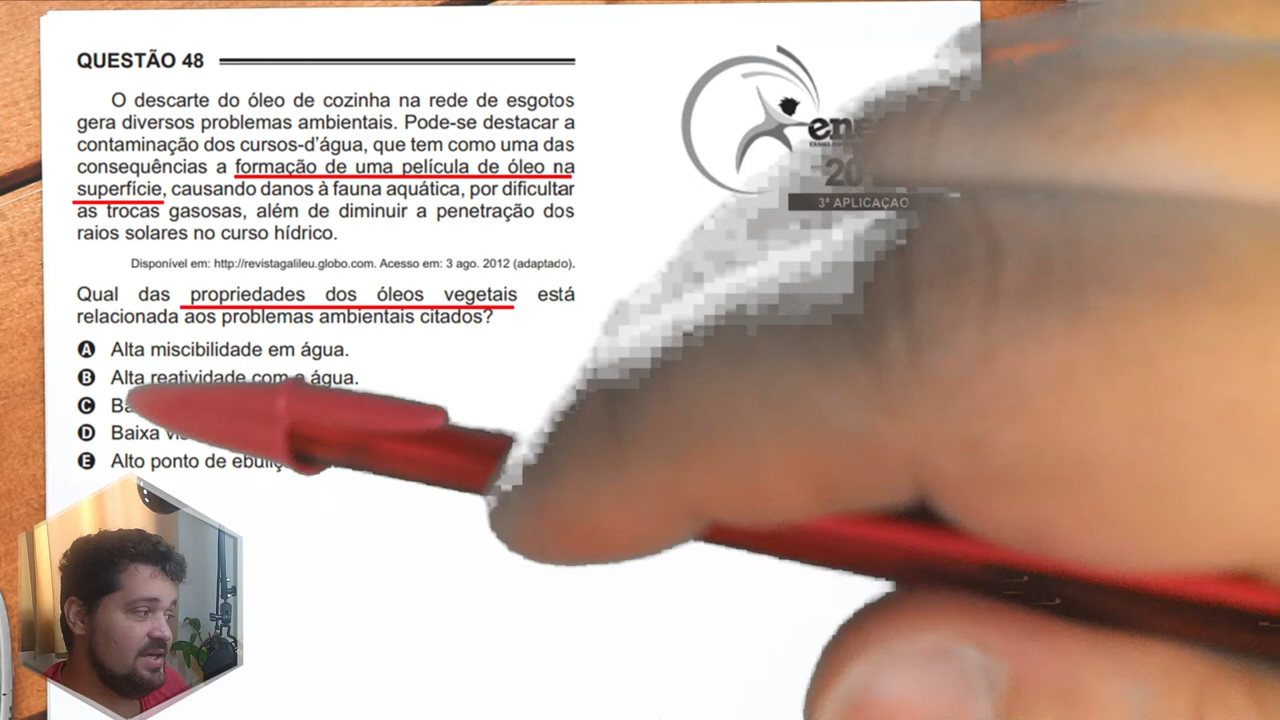 QUESTÃO 48
O descarte do óleo de cozinha na rede de esgotos
gera diversos problemas ambientais. Pode-se destacar a
contaminação dos cursos-d’água, que tem como uma das
consequências a formação de uma película de óleo na
superfície, causando danos à fauna aquática, por dificultar
as trocas gasosas, além de diminuir a penetração dos
raios solares no curso hídrico.
Disponível em: http://revistagalileu.globo.com. Acesso em: 3 ago. 2012 (adaptado).
Qual das propriedades dos óleos vegetais está
relacionada aos problemas ambientais citados?
A Alta miscibilidade em água.
B Alta reatividade com a água.
C
D Baixa
E Alto ponto de
3ª APLICAÇÃO